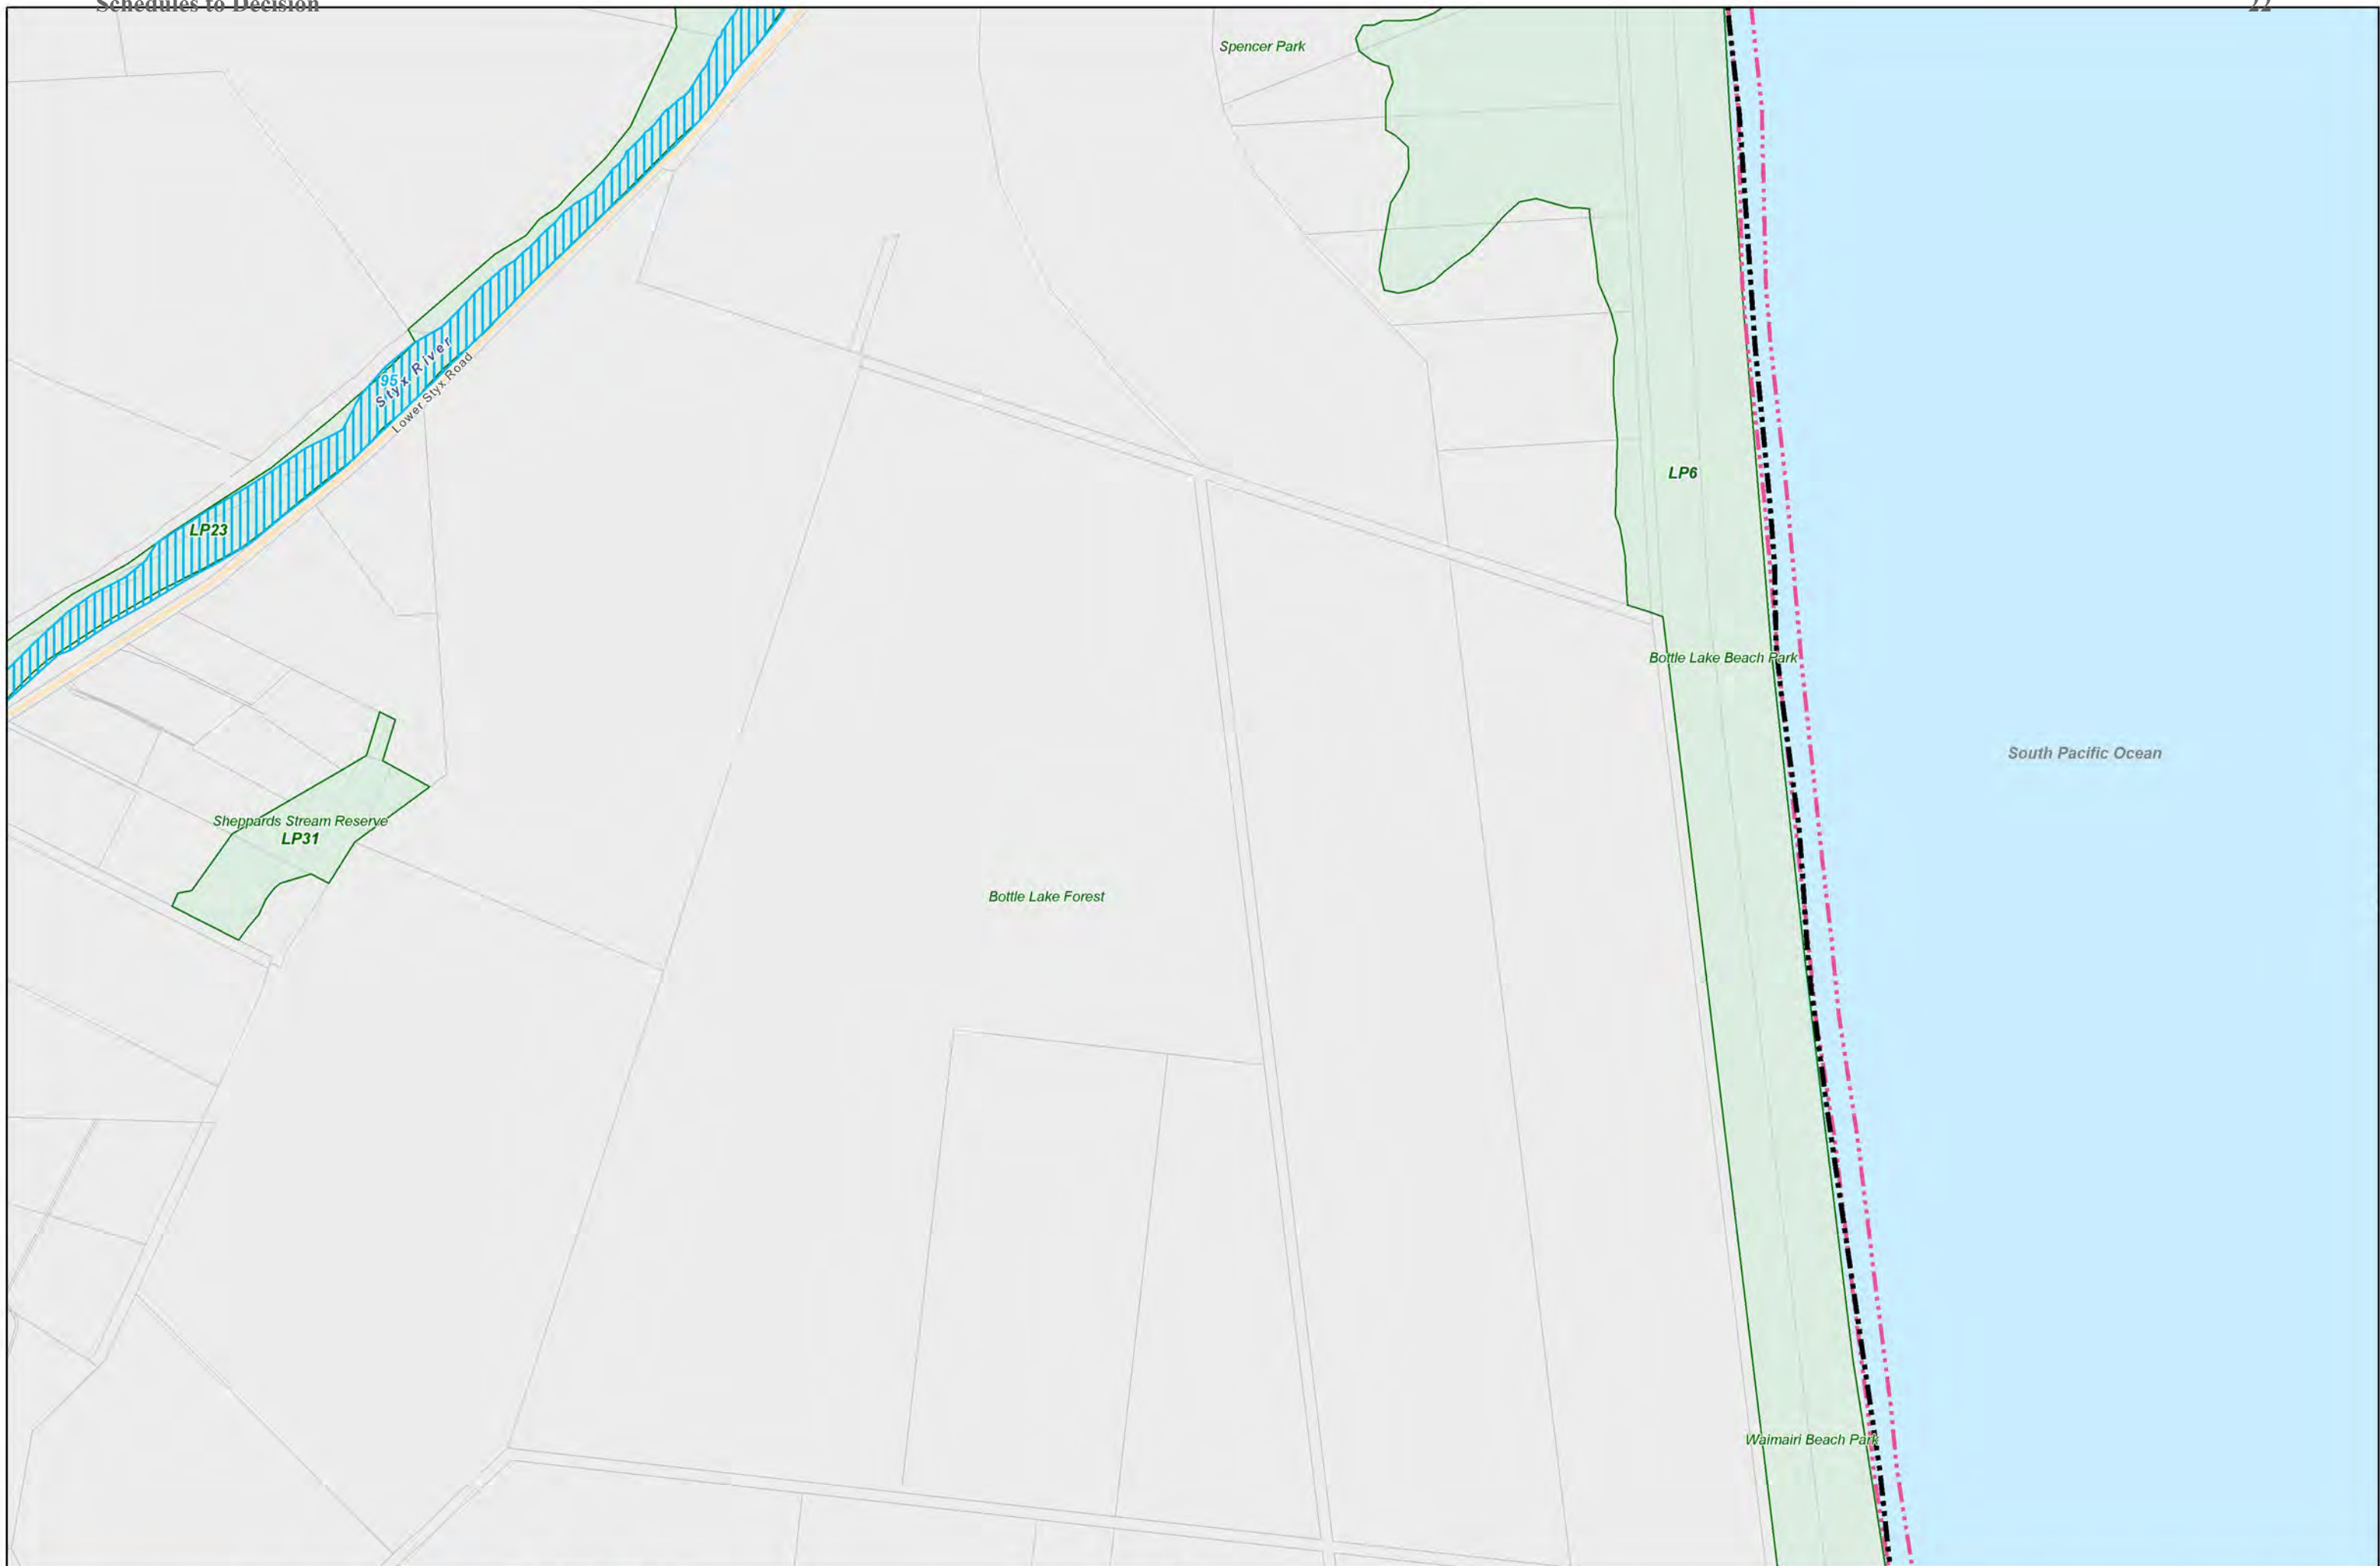 Schedules to Decision
22
Spencer Park
Styx River
95
Lower Styx Road
LP6
LP23
Bottle Lake Beach Park
South Pacific Ocean
Sheppards Stream Reserve
LP31
Bottle Lake Forest
Waimairi Beach Park